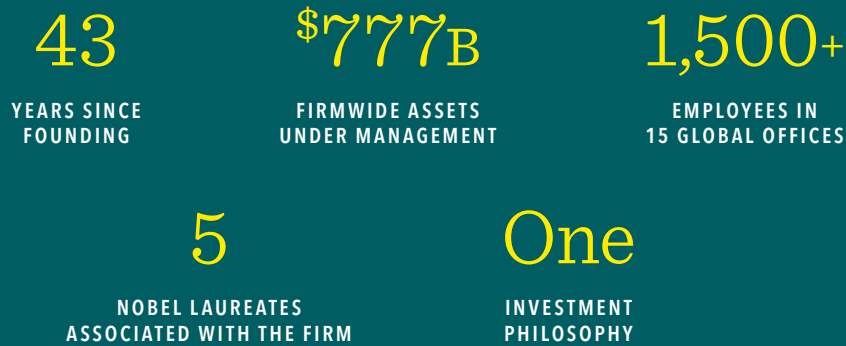 43
YEARS SINCE
FOUNDING
$777B
FIRMWIDE ASSETS
UNDER MANAGEMENT
1,500+
EMPLOYEES IN
15 GLOBAL OFFICES
5
NOBEL LAUREATES
ASSOCIATED WITH THE FIRM
One
INVESTMENT
PHILOSOPHY